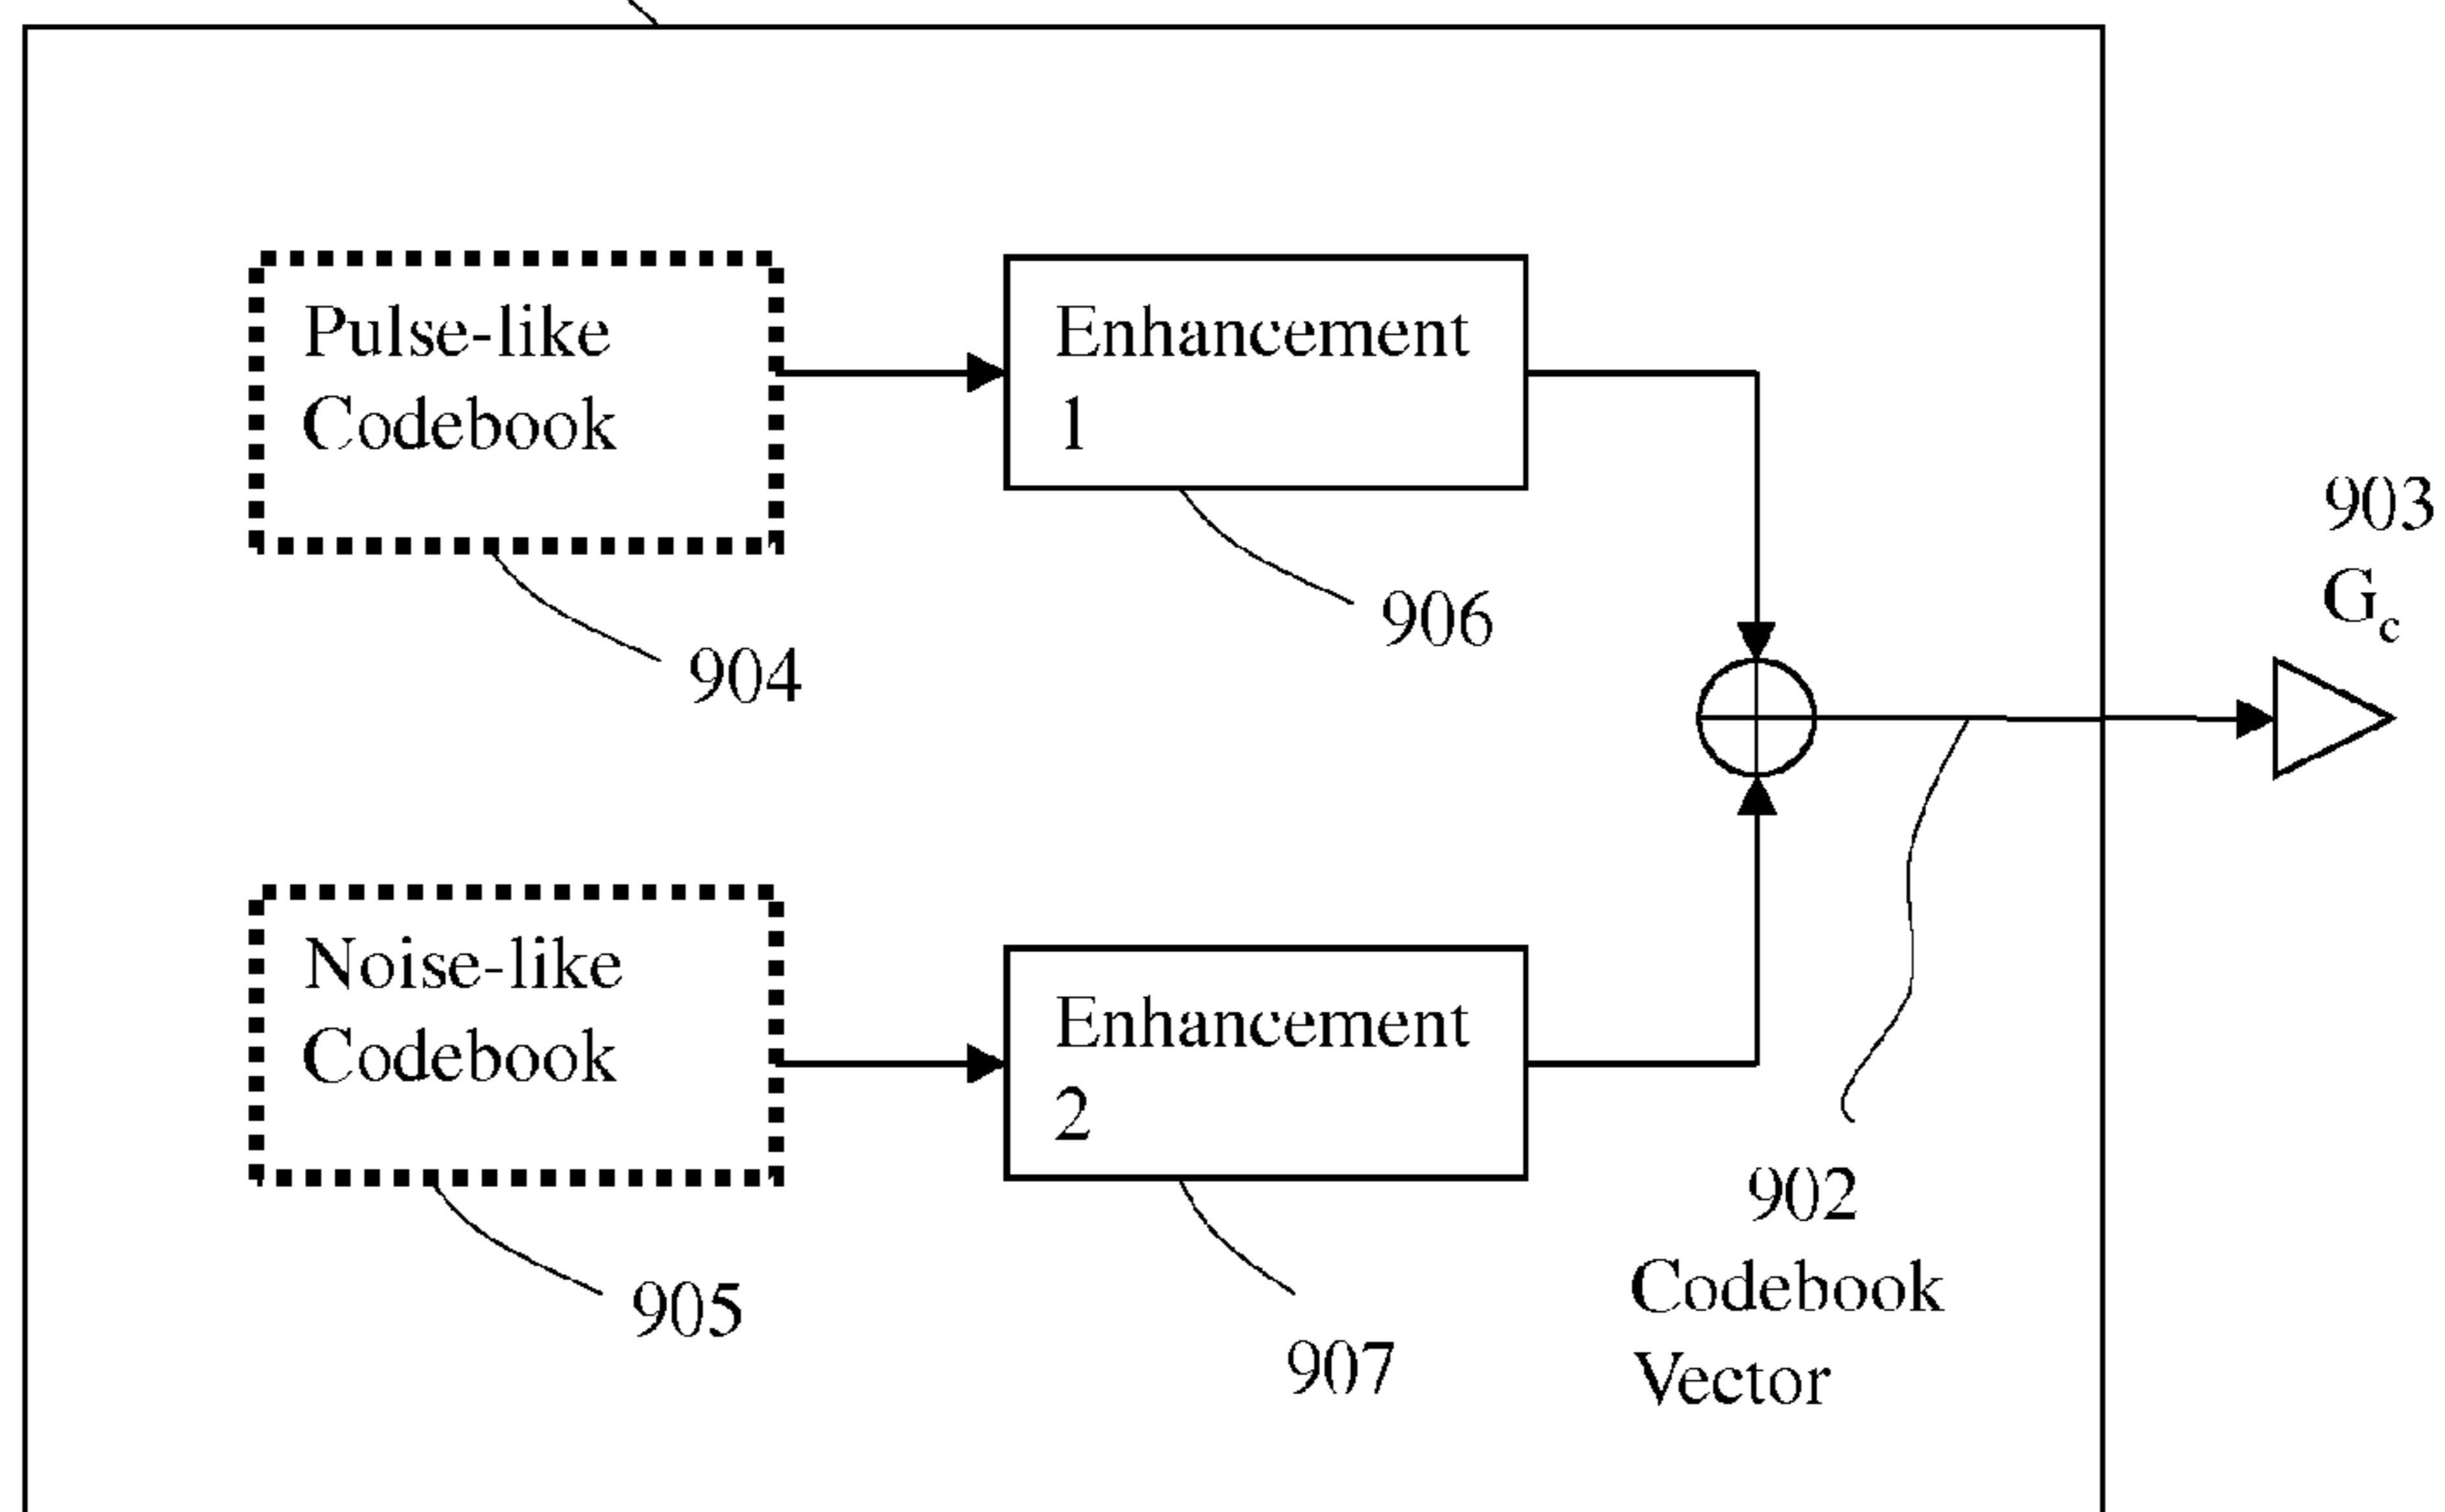 Pulse-like
Codebook
904
Enhancement
1
906
903
G_c
Noise-like
Codebook
905
Enhancement
2
907
902
Codebook
Vector